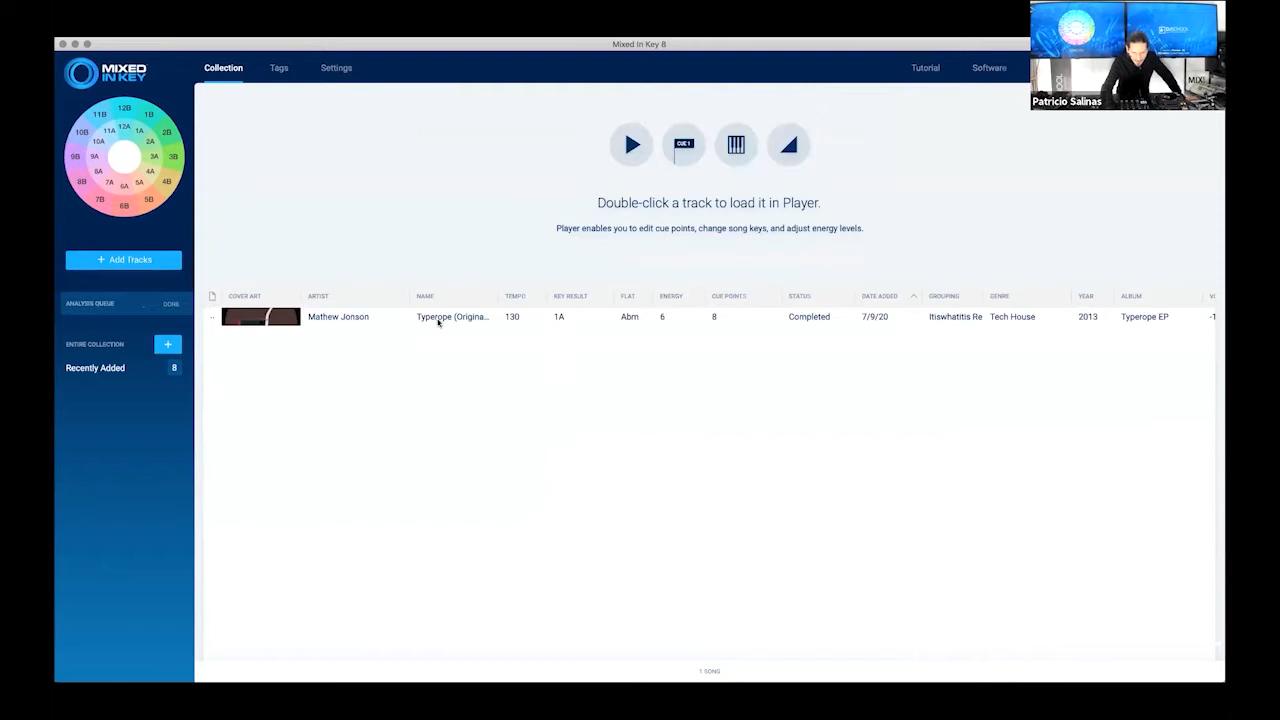 Mixed In Key 8
MIXED
IN KEY
Collection
Tags
Settings
Tutorial
Software
Patricio Salinas
12B
1B
2B
3B
4B
5B
6B
7B
8B
9B
10B
11B
12A
1A
2A
3A
4A
5A
6A
7A
8A
9A
10A
11A
CUE 1
Double-click a track to load it in Player.
Player enables you to edit cue points, change song keys, and adjust energy levels.
+ Add Tracks
ANALYSIS QUEUE DONE
ENTIRE COLLECTION +
Recently Added 8
COVER ART ARTIST NAME TEMPO KEY RESULT FLAT ENERGY CUE POINTS STATUS DATE ADDED GROUPING GENRE YEAR ALBUM
Mathew Jonson Typerope (Origina... 130 1A Abm 6 8 Completed 7/9/20 Itiswhatitis Re Tech House 2013 Typerope EP -1
1 SONG